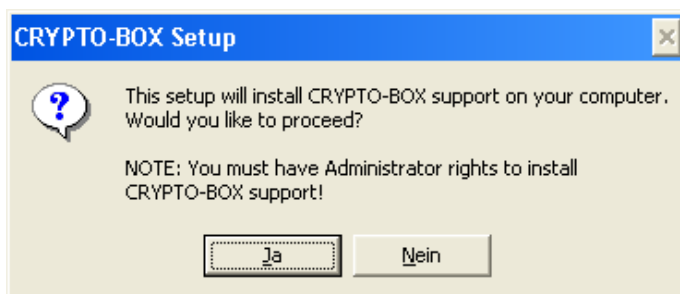 CRYPTO-BOX Setup
This setup will install CRYPTO-BOX support on your computer.
Would you like to proceed?
NOTE: You must have Administrator rights to install
CRYPTO-BOX support!
Ja
Nein